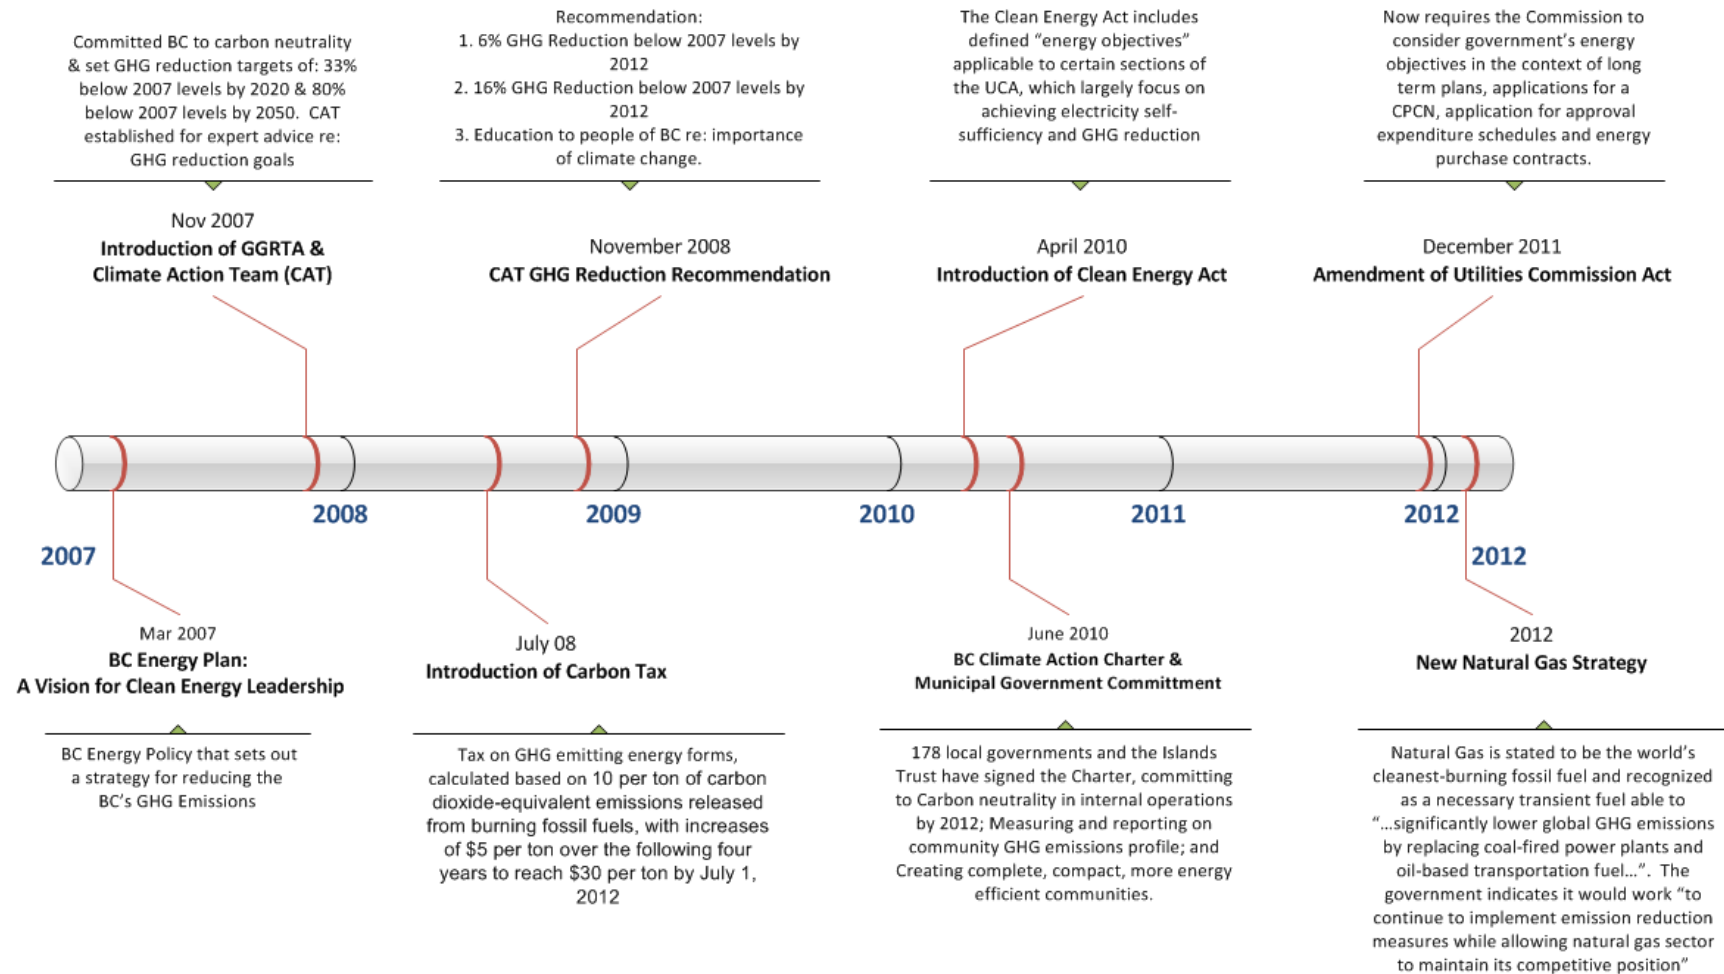 Committed BC to carbon neutrality
& set GHG reduction targets of: 33%
below 2007 levels by 2020 & 80%
below 2007 levels by 2050.  CAT
established for expert advice re:
GHG reduction goals
Nov 2007
Introduction of GGRTA &
Climate Action Team (CAT)
Recommendation:
1. 6% GHG Reduction below 2007 levels by
2012
2. 16% GHG Reduction below 2007 levels by
2012
3. Education to people of BC re: importance
of climate change.
November 2008
CAT GHG Reduction Recommendation
The Clean Energy Act includes
defined “energy objectives”
applicable to certain sections of
the UCA, which largely focus on
achieving electricity self-
sufficiency and GHG reduction
April 2010
Introduction of Clean Energy Act
Now requires the Commission to
consider government’s energy
objectives in the context of long
term plans, applications for a
CPCN, application for approval
expenditure schedules and energy
purchase contracts.
December 2011
Amendment of Utilities Commission Act
2008
2009
2010
2011
2012
2007
2012
Mar 2007
BC Energy Plan:
A Vision for Clean Energy Leadership
BC Energy Policy that sets out
a strategy for reducing the
BC’s GHG Emissions
July 08
Introduction of Carbon Tax
Tax on GHG emitting energy forms,
calculated based on 10 per ton of carbon
dioxide-equivalent emissions released
from burning fossil fuels, with increases
of $5 per ton over the following four
years to reach $30 per ton by July 1,
2012
June 2010
BC Climate Action Charter &
Municipal Government Committment
178 local governments and the Islands
Trust have signed the Charter, committing
to Carbon neutrality in internal operations
by 2012; Measuring and reporting on
community GHG emissions profile; and
Creating complete, compact, more energy
efficient communities.
2012
New Natural Gas Strategy
Natural Gas is stated to be the world’s
cleanest-burning fossil fuel and recognized
as a necessary transient fuel able to
“…significantly lower global GHG emissions
by replacing coal-fired power plants and
oil-based transportation fuel…”.  The
government indicates it would work “to
continue to implement emission reduction
measures while allowing natural gas sector
to maintain its competitive position”